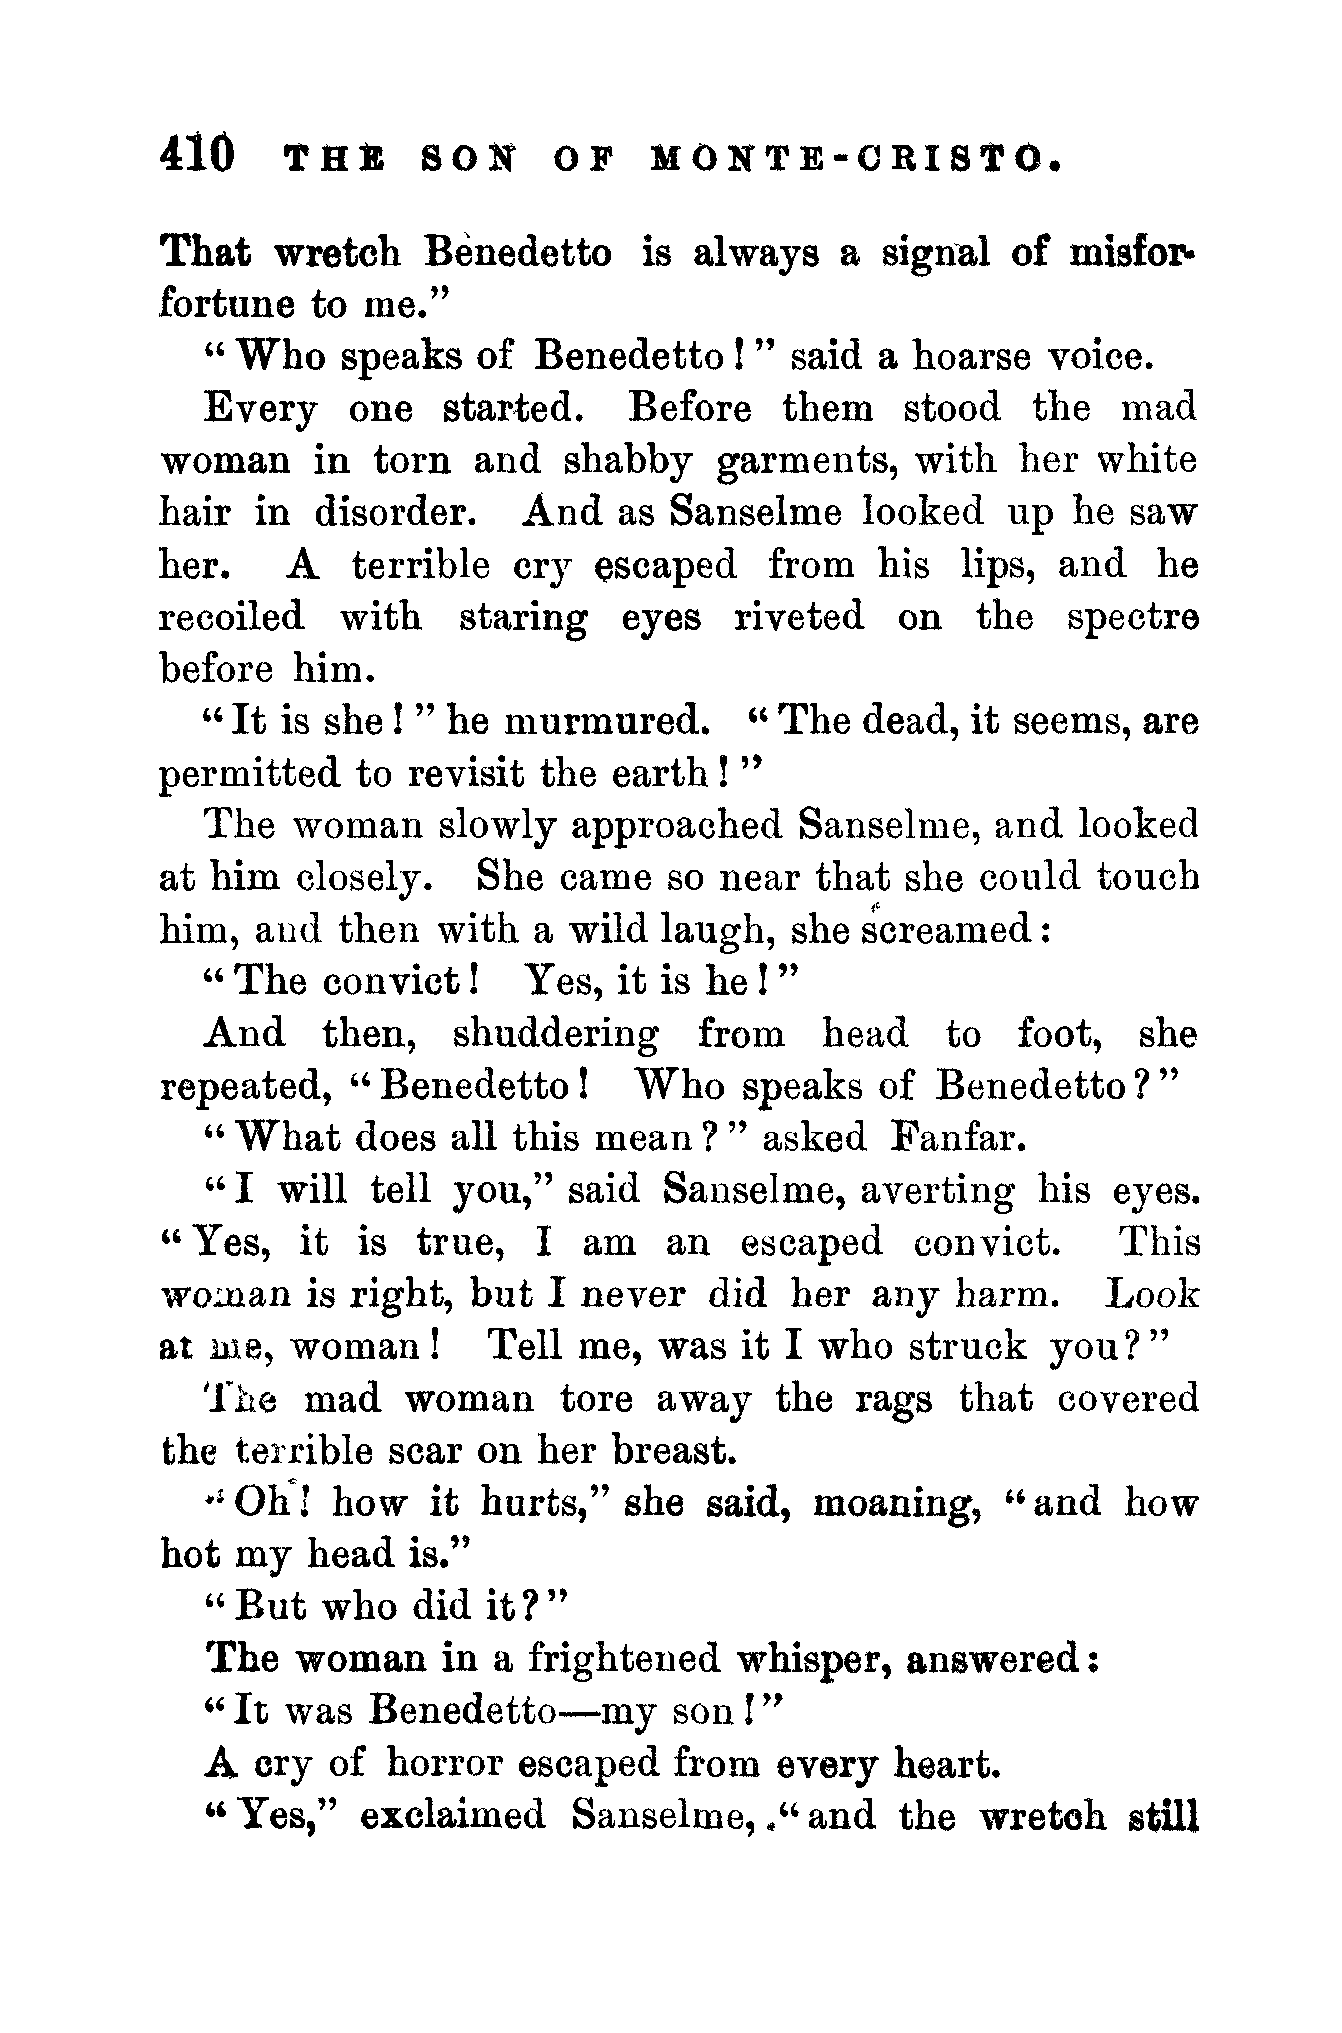 410 THE SON OF MONTE-CRISTO.
That wretch Benedetto is always a signal of misfor-
fortune to me."
"Who speaks of Benedetto!" said a hoarse voice.
Every one started. Before them stood the mad
woman in torn and shabby garments, with her white
hair in disorder. And as Sanselme looked up he saw
her. A terrible cry escaped from his lips, and he
recoiled with staring eyes riveted on the spectre
before him.
"It is she!" he murmured. "The dead, it seems, are
permitted to revisit the earth!"
The woman slowly approached Sanselme, and looked
at him closely. She came so near that she could touch
him, and then with a wild laugh, she screamed:
"The convict! Yes, it is he!"
And then, shuddering from head to foot, she
repeated, "Benedetto! Who speaks of Benedetto?"
"What does all this mean?" asked Fanfar.
"I will tell you," said Sanselme, averting his eyes.
"Yes, it is true, I am an escaped convict. This
woman is right, but I never did her any harm. Look
at me, woman! Tell me, was it I who struck you?"
The mad woman tore away the rags that covered
the terrible scar on her breast.
"Oh! how it hurts," she said, moaning, "and how
hot my head is."
"But who did it?"
The woman in a frightened whisper, answered:
"It was Benedetto—my son!"
A cry of horror escaped from every heart.
"Yes," exclaimed Sanselme, "and the wretch still